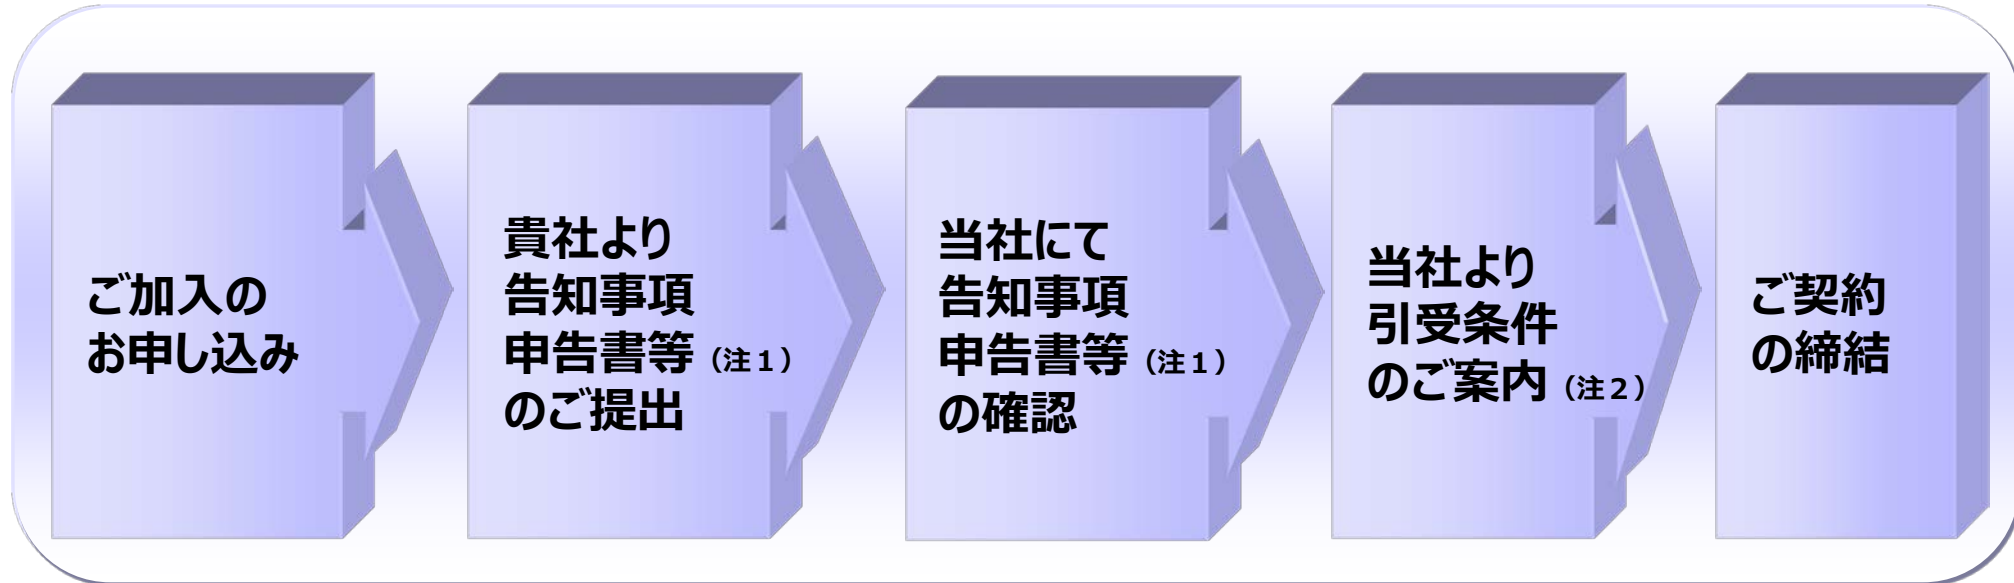 ご加入の
お申し込み
貴社より
告知事項
申告書等（注１）
のご提出
当社にて
告知事項
申告書等（注１）
の確認
当社より
引受条件
のご案内（注２）
ご契約
の締結